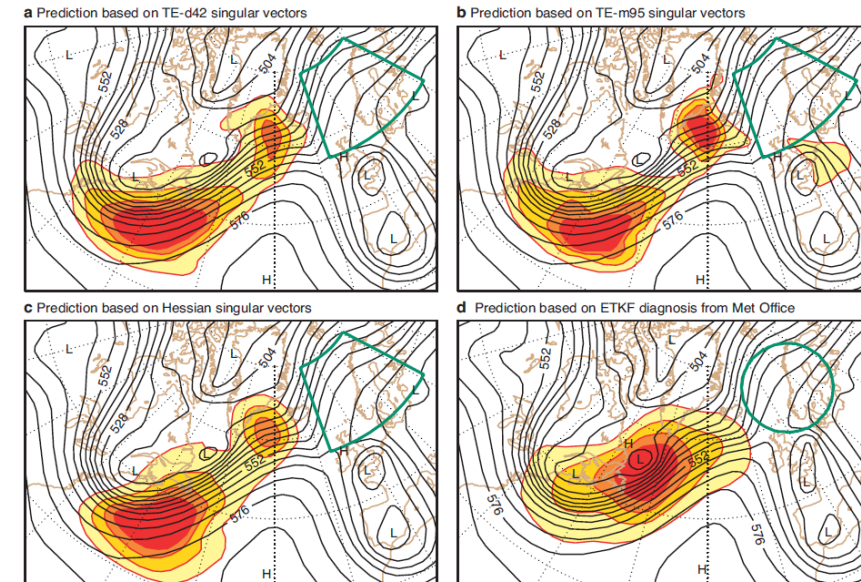 a Prediction based on TE-d42 singular vectors
b Prediction based on TE-m95 singular vectors
L
552
528
L
504
L
L
L
552
576
H
L
L
H
552
528
L
504
L
L
L
552
576
H
L
L
H
c Prediction based on Hessian singular vectors
d Prediction based on ETKF diagnosis from Met Office
L
552
528
L
504
L
L
L
552
576
H
L
L
H
552
L
504
H
L
L
552
576
576
L
L
H